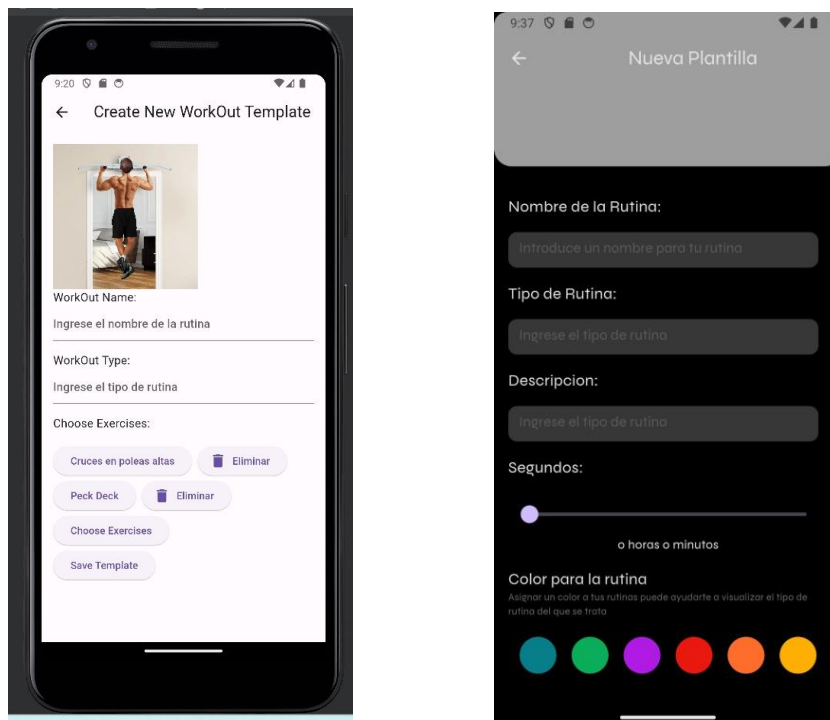 9:20
Create New WorkOut Template
WorkOut Name:
Ingrese el nombre de la rutina
WorkOut Type:
Ingrese el tipo de rutina
Choose Exercises:
Cruces en poleas altas
Eliminar
Peck Deck
Eliminar
Choose Exercises
Save Template
9:37
Nueva Plantilla
Nombre de la Rutina:
Introduce un nombre para tu rutina
Tipo de Rutina:
Ingrese el tipo de rutina
Descripcion:
Ingrese el tipo de rutina
Segundos:
0 horas 0 minutos
Color para la rutina
Asignar un color a tus rutinas puede ayudarte a visualizar el tipo de
rutina del que se trata